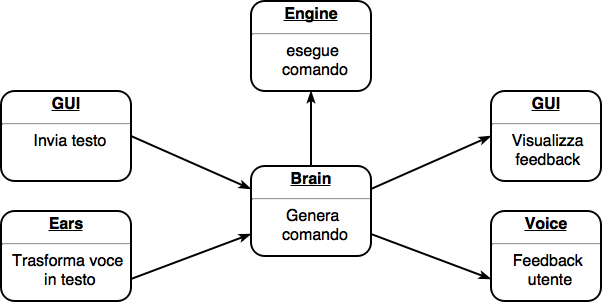 Engine
esegue
comando
GUI
Invia testo
GUI
Visualizza
feedback
Brain
Genera
comando
Ears
Trasforma voce
in testo
Voice
Feedback
utente